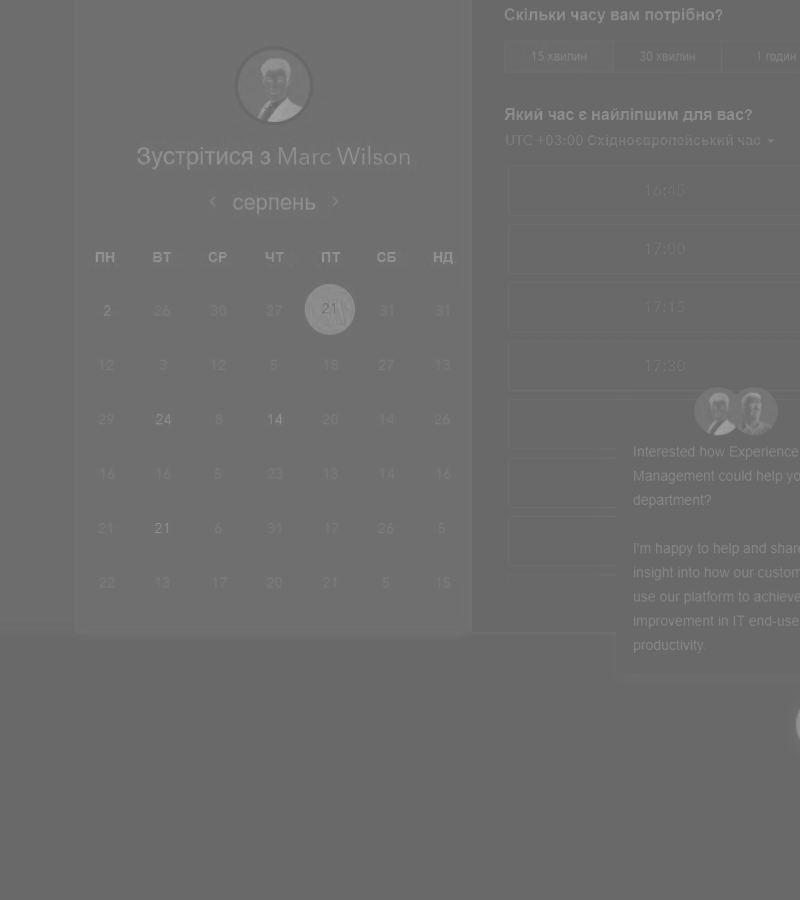 Скільки часу вам потрібно?
15 хвилин 30 хвилин 1 годин
Який час є найліпшим для вас?
UTC +03:00 Східноєвропейський час
Зустрітися з Marc Wilson
серпень
ПН ВТ СР ЧТ ПТ СБ НД
2 26 30 27 21 31 31
12 3 12 5 18 27 13
29 24 8 14 20 14 26
16 16 5 23 13 14 16
21 21 6 31 17 26 5
22 13 17 20 21 5 15
16:45
17:00
17:15
17:30
Interested how Experience
Management could help yo
department?
I'm happy to help and share
insight into how our custom
use our platform to achieve
improvement in IT end-use
productivity.